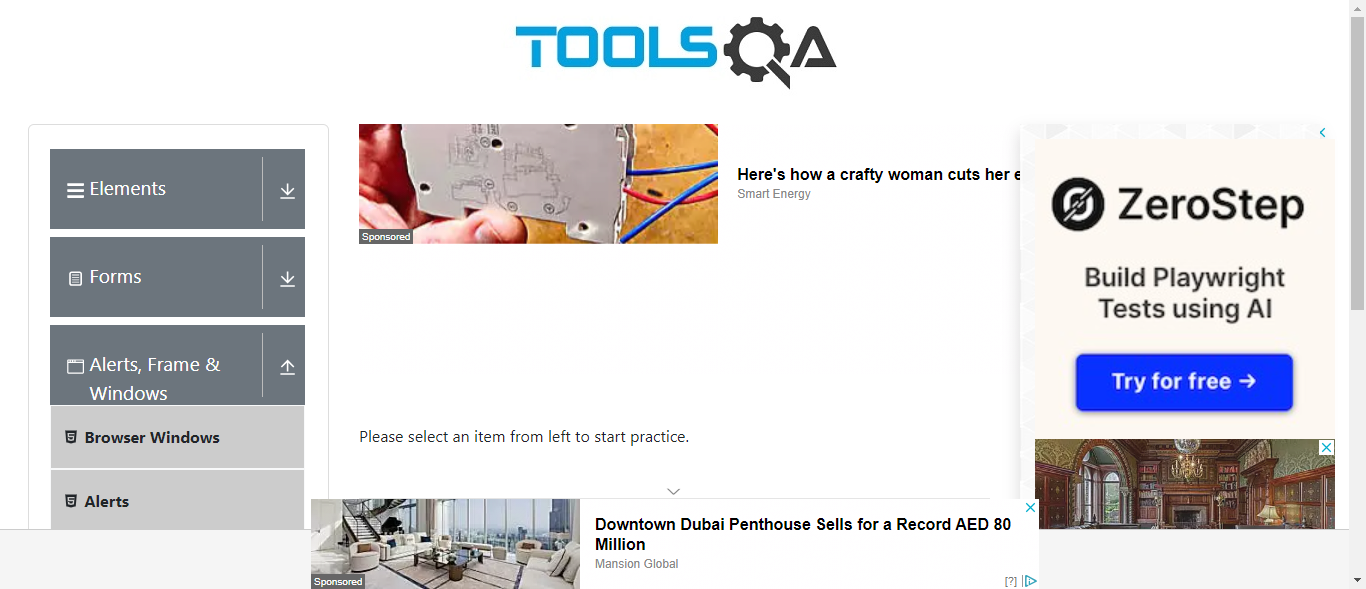 TOOLSQA
Elements
Forms
Alerts, Frame &
Windows
Browser Windows
Alerts
Sponsored
Here's how a crafty woman cuts her e
Smart Energy
Please select an item from left to start practice.
ZeroStep
Build Playwright
Tests using AI
Try for free →
Sponsored
Downtown Dubai Penthouse Sells for a Record AED 80
Million
Mansion Global
[?]